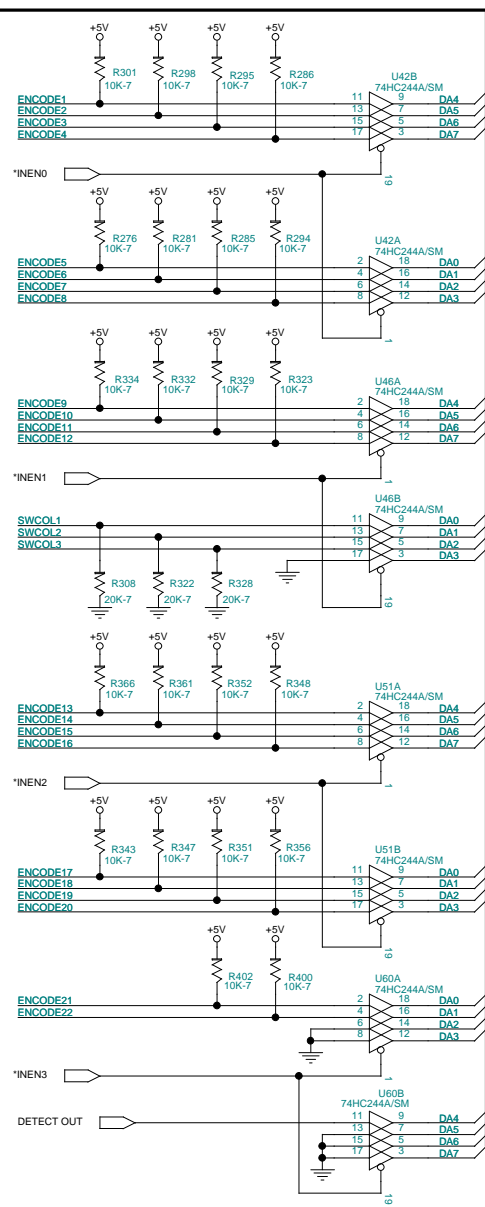 +5V +5V +5V +5V
U42B
74HC244A/SM
R301 R298 R295 R286
10K-7 10K-7 10K-7 10K-7
ENCODE1 11 9 DA4
ENCODE2 13 7 DA5
ENCODE3 15 5 DA6
ENCODE4 17 3 DA7
*INEN0 19
+5V +5V +5V +5V
R276 R281 R285 R294
10K-7 10K-7 10K-7 10K-7
U42A
74HC244A/SM
ENCODE5 2 18 DA0
ENCODE6 4 16 DA1
ENCODE7 6 14 DA2
ENCODE8 8 12 DA3
1
+5V +5V +5V +5V
R334 R332 R329 R323
10K-7 10K-7 10K-7 10K-7
U46A
74HC244A/SM
ENCODE9 2 18 DA4
ENCODE10 4 16 DA5
ENCODE11 6 14 DA6
ENCODE12 8 12 DA7
*INEN1 1
U46B
74HC244A/SM
SWCOL1 11 9 DA0
SWCOL2 13 7 DA1
SWCOL3 15 5 DA2
17 3 DA3
R308 R322 R328
20K-7 20K-7 20K-7
19
+5V +5V +5V +5V
R366 R361 R352 R348
10K-7 10K-7 10K-7 10K-7
U51A
74HC244A/SM
ENCODE13 2 18 DA4
ENCODE14 4 16 DA5
ENCODE15 6 14 DA6
ENCODE16 8 12 DA7
*INEN2 1
+5V +5V +5V +5V
R343 R347 R351 R356
10K-7 10K-7 10K-7 10K-7
U51B
74HC244A/SM
ENCODE17 11 9 DA0
ENCODE18 13 7 DA1
ENCODE19 15 5 DA2
ENCODE20 17 3 DA3
19
+5V +5V
R402 R400
10K-7 10K-7
U60A
74HC244A/SM
ENCODE21 2 18 DA0
ENCODE22 4 16 DA1
6 14 DA2
8 12 DA3
*INEN3 1
U60B
74HC244A/SM
DETECT OUT 11 9 DA4
13 7 DA5
15 5 DA6
17 3 DA7
19